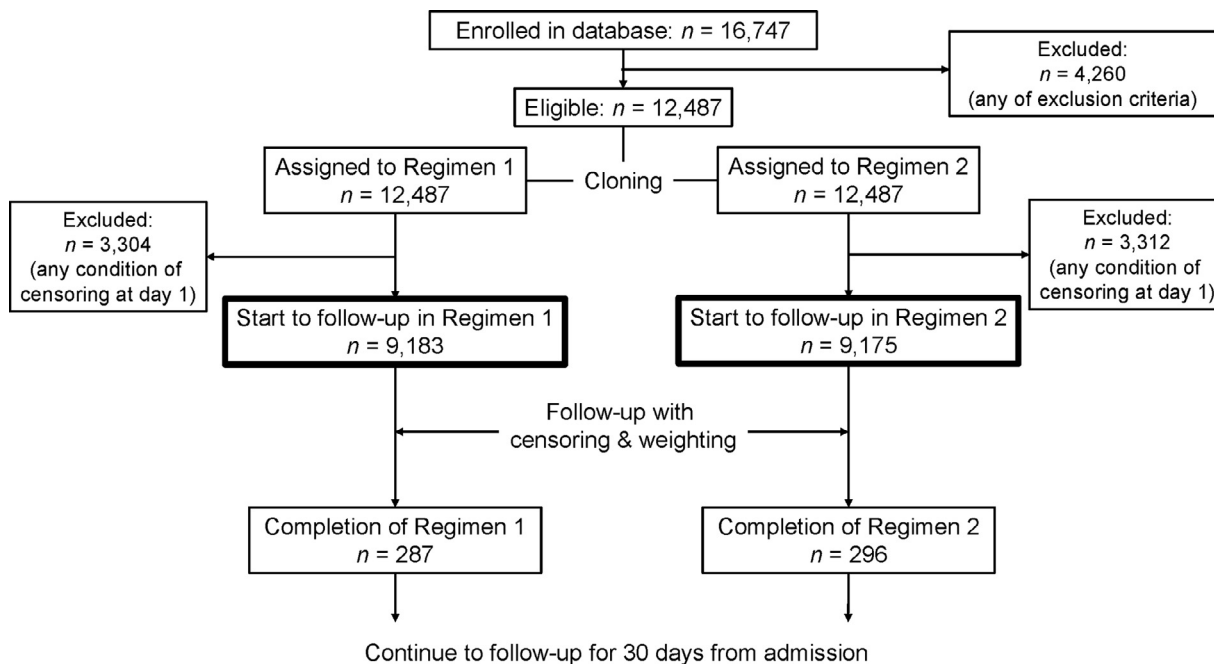 Enrolled in database: n = 16,747
Excluded:
n = 4,260
(any of exclusion criteria)
Eligible: n = 12,487
Assigned to Regimen 1
n = 12,487
Cloning
Assigned to Regimen 2
n = 12,487
Excluded:
n = 3,304
(any condition of
censoring at day 1)
Excluded:
n = 3,312
(any condition of
censoring at day 1)
Start to follow-up in Regimen 1
n = 9,183
Start to follow-up in Regimen 2
n = 9,175
Follow-up with
censoring & weighting
Completion of Regimen 1
n = 287
Completion of Regimen 2
n = 296
Continue to follow-up for 30 days from admission